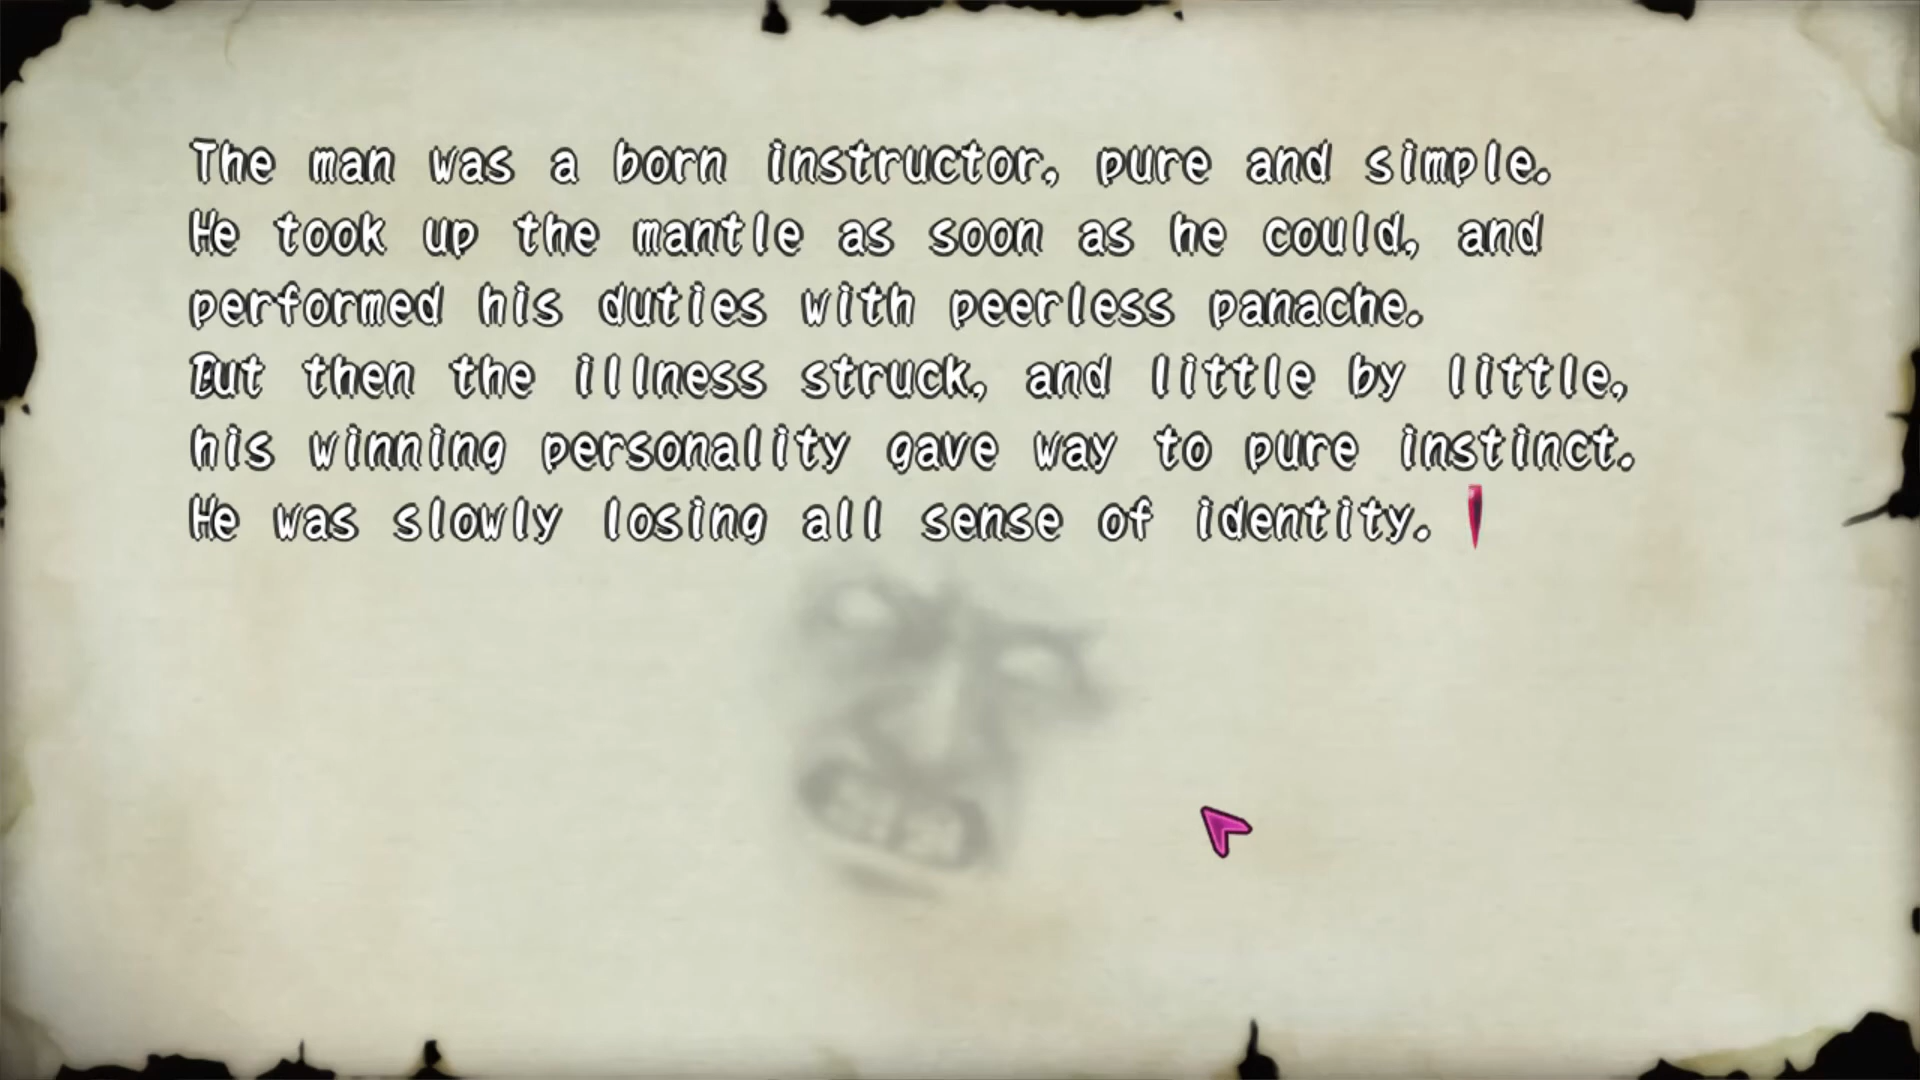 The man was a born instructor, pure and simple.
He took up the mantle as soon as he could, and
performed his duties with peerless panache.
But then the illness struck, and little by little,
his winning personality gave way to pure instinct.
He was slowly losing all sense of identity.